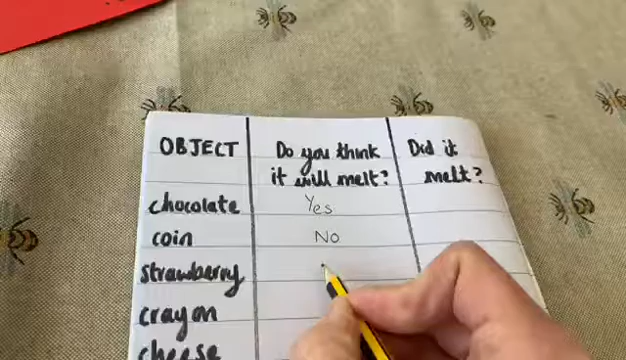 OBJECT Do you think it will melt? Did it melt?
chocolate Yes
coin No
strawberry
crayon
cheese